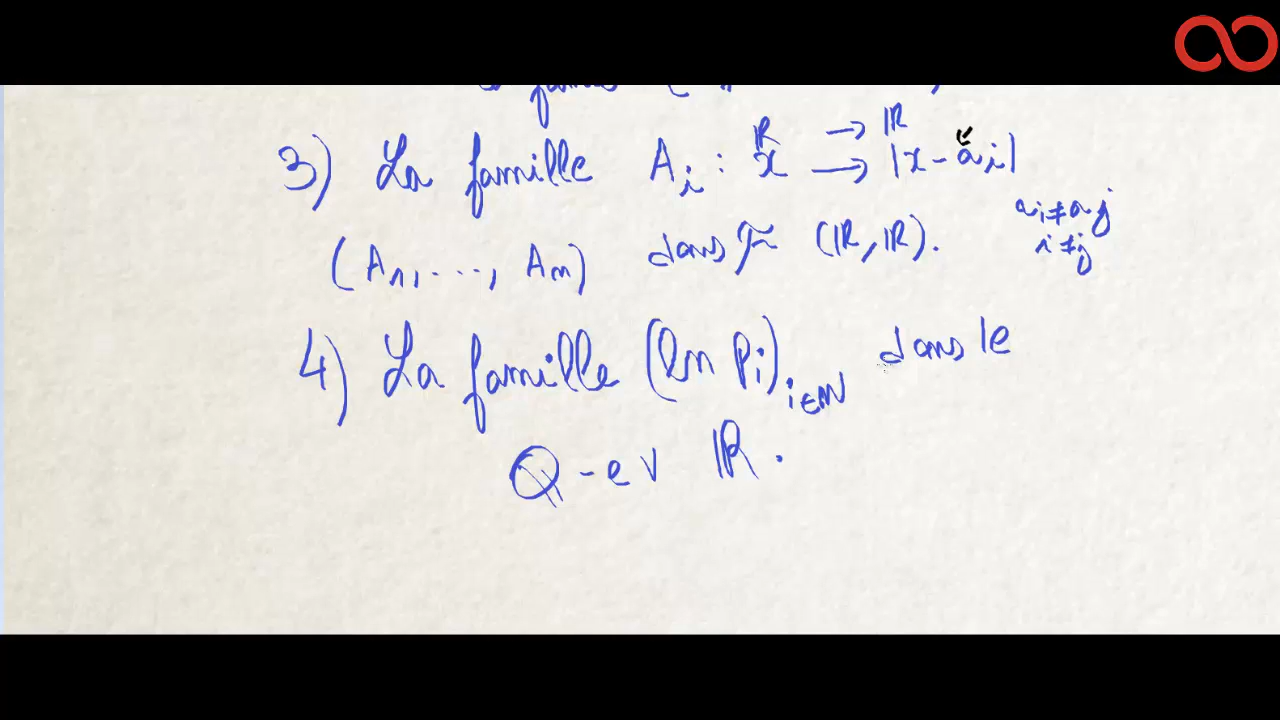 3) La famille A_i : x → |x - a_i|
ℝ → ℝ
a_i ≠ a_j
i ≠ j
(A_1, ..., A_n) dans F (ℝ, ℝ).
4) La famille (ln p_i)_{i∈ℕ} dans le
ℚ-ev ℝ.